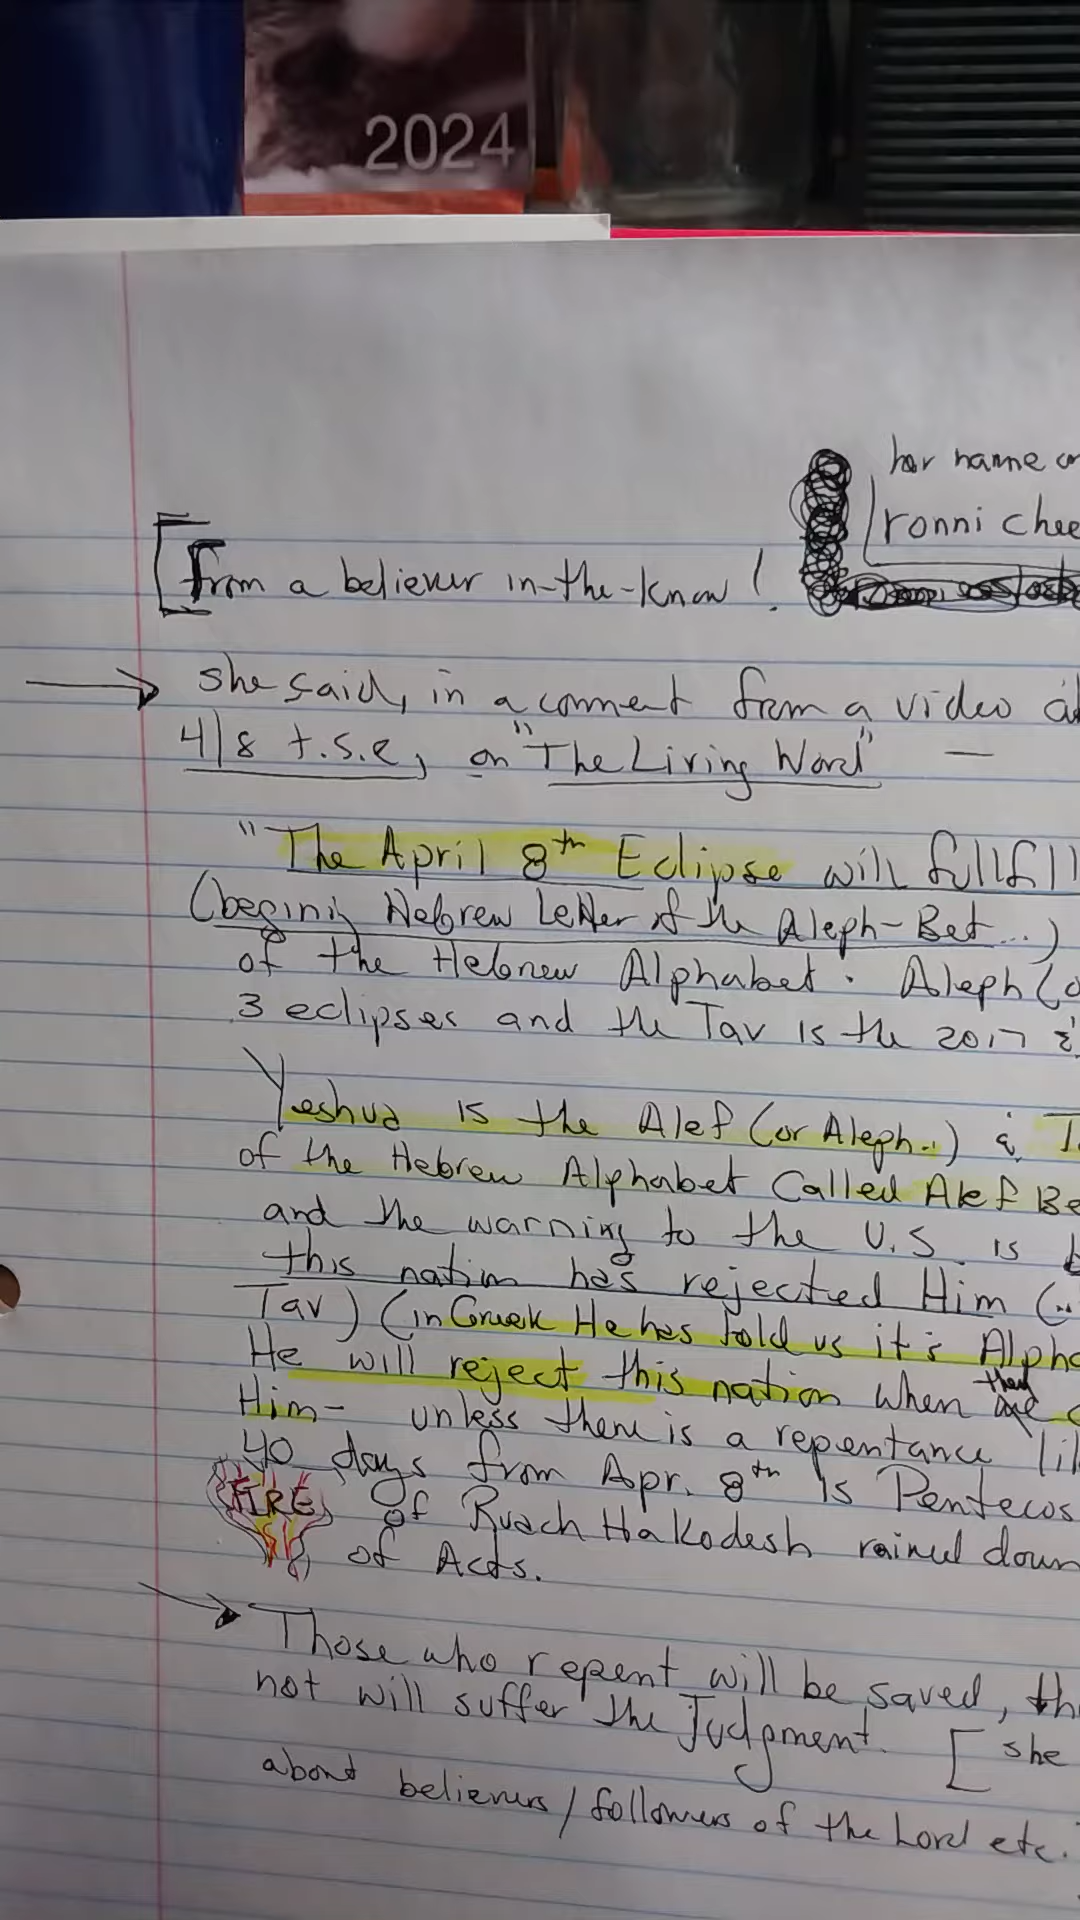 2024
her name
ronni chee
[From a believer in-the-know!
she said, in a comment from a video
4/8 t.s.e, on "The Living Word" —
"The April 8th Eclipse will fullfill
(begining Hebrew Letter of the Aleph-Bet...)
of the Hebrew Alphabet. Aleph (
3 eclipses and the Tav is the 2017 &
Yeshua is the Alef (or Aleph..) &
of the Hebrew Alphabet Called Alef Be
and the warning to the U.S. is
this nation has rejected Him (..
Tav) (in Greek He has told us it's Alpha
He will reject this nation when they
Him- unless there is a repentance
40 days from Apr. 8th is Pentecos
FIRE of Ruach HaKodesh rained down
of Acts.
Those who repent will be saved,
not will suffer the Judgment. [she
about believers/followers of the Lord etc.